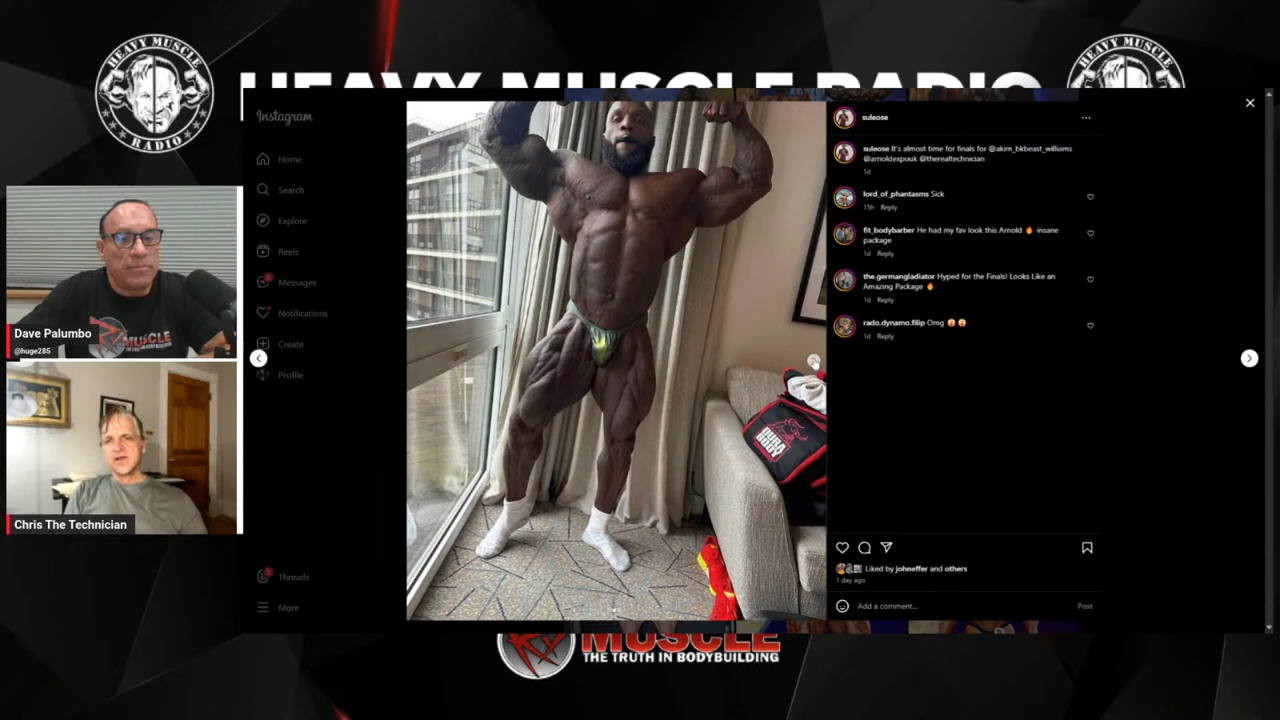 HEAVY MUSCLE
RADIO
HEAVY MUSCLE RADIO
HEAVY MUSCLE
Instagram
Home
Search
Explore
Reels
Messages
Notifications
Create
Profile
Threads
More
Dave Palumbo
@huge285
MUSCLE
Chris The Technician
DURA
BODY
suleose
suleose It's almost time for finals for @akim_bkbeast_williams
@arnoldexpouk @therealtechnician
1d
lord_of_phantasms Sick
15h Reply
fit_bodybarber He had my fav look this Arnold 🔥 insane
package
1d Reply
the.germangladiator Hyped for the Finals! Looks Like an
Amazing Package 🔥
1d Reply
rado.dynamo.filip Omg 😱 😱
1d Reply
Liked by johneffer and others
1 day ago
Add a comment...
Post
MUSCLE
THE TRUTH IN BODYBUILDING